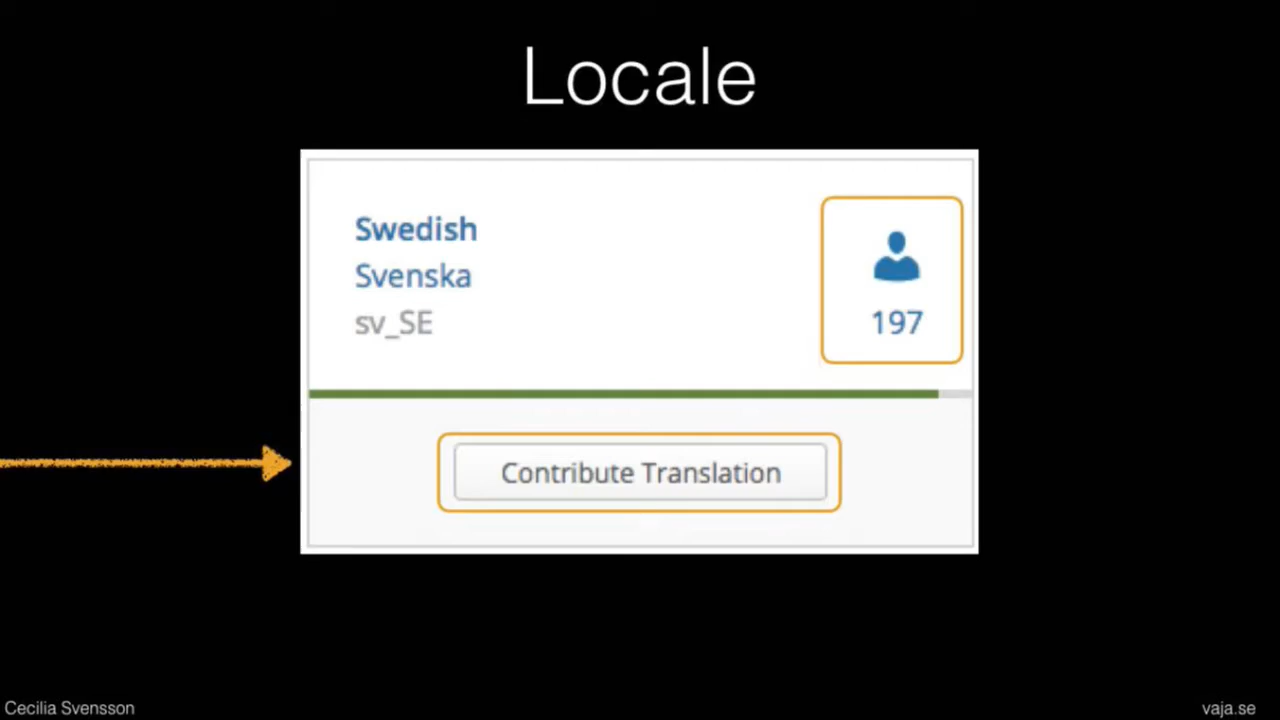 Locale
Swedish
Svenska
sv_SE
197
Contribute Translation
Cecilia Svensson
vaja.se